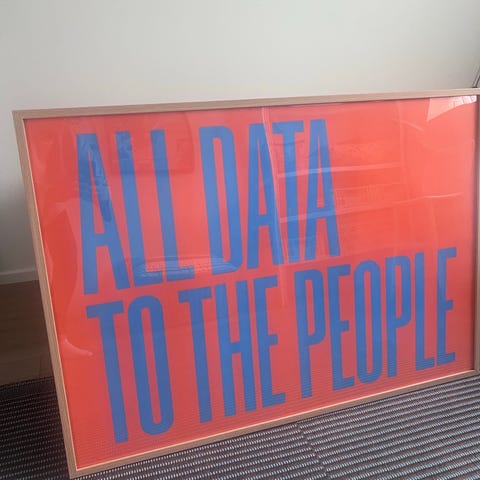 ALL DATA
TO THE PEOPLE